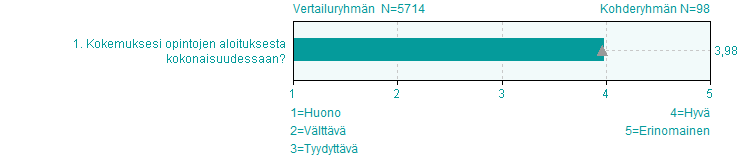 Vertailuryhmän N=5714 Kohderyhmän N=98
1. Kokemuksesi opintojen aloituksesta
kokonaisuudessaan?
3,98
1 2 3 4 5
1=Huono 4=Hyvä
2=Välttävä 5=Erinomainen
3=Tyydyttävä